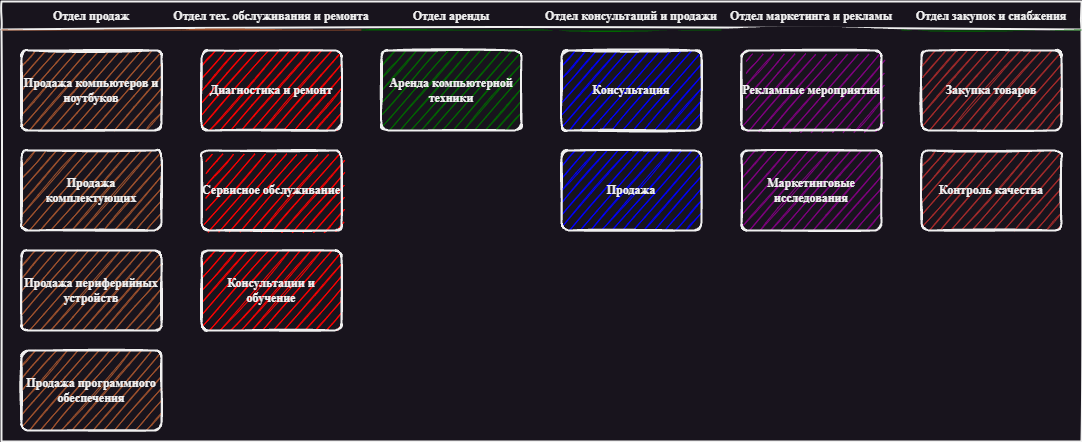 Отдел продаж
Отдел тех. обслуживания и ремонта
Отдел аренды
Отдел консультаций и продажи
Отдел маркетинга и рекламы
Отдел закупок и снабжения
Продажа компьютеров и
ноутбуков
Диагностика и ремонт
Аренда компьютерной
техники
Консультация
Рекламные мероприятия
Закупка товаров
Продажа
комплектующих
Сервисное обслуживание
Продажа
Маркетинговые
исследования
Контроль качества
Продажа периферийных
устройств
Консультации и
обучение
Продажа программного
обеспечения